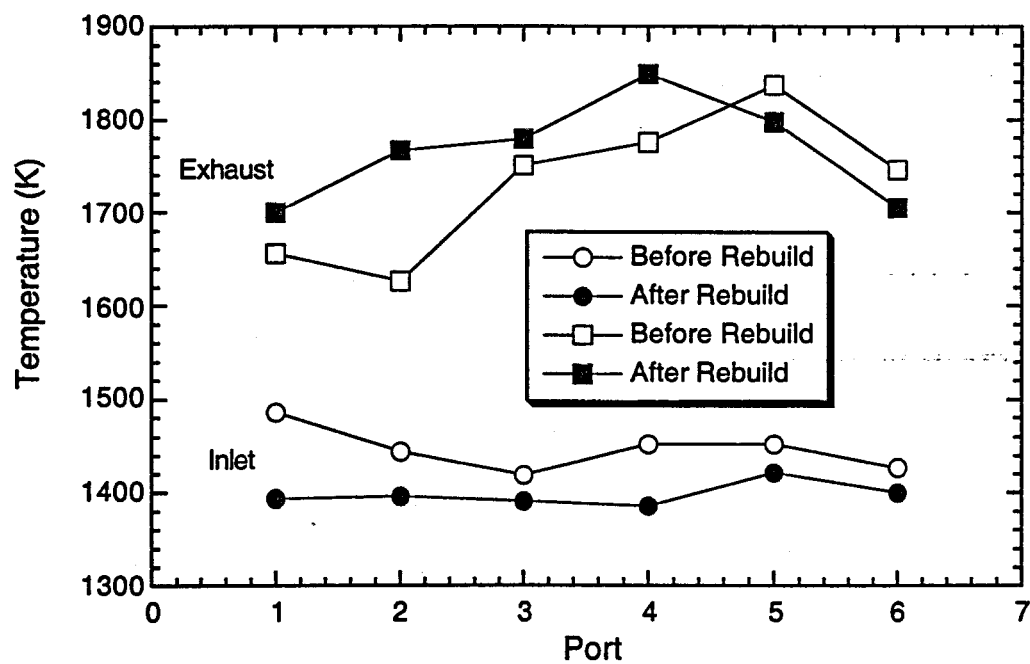 1900
1800
1700
1600
1500
1400
1300
Temperature (K)
Exhaust
Inlet
Before Rebuild
After Rebuild
Before Rebuild
After Rebuild
0 1 2 3 4 5 6 7
Port